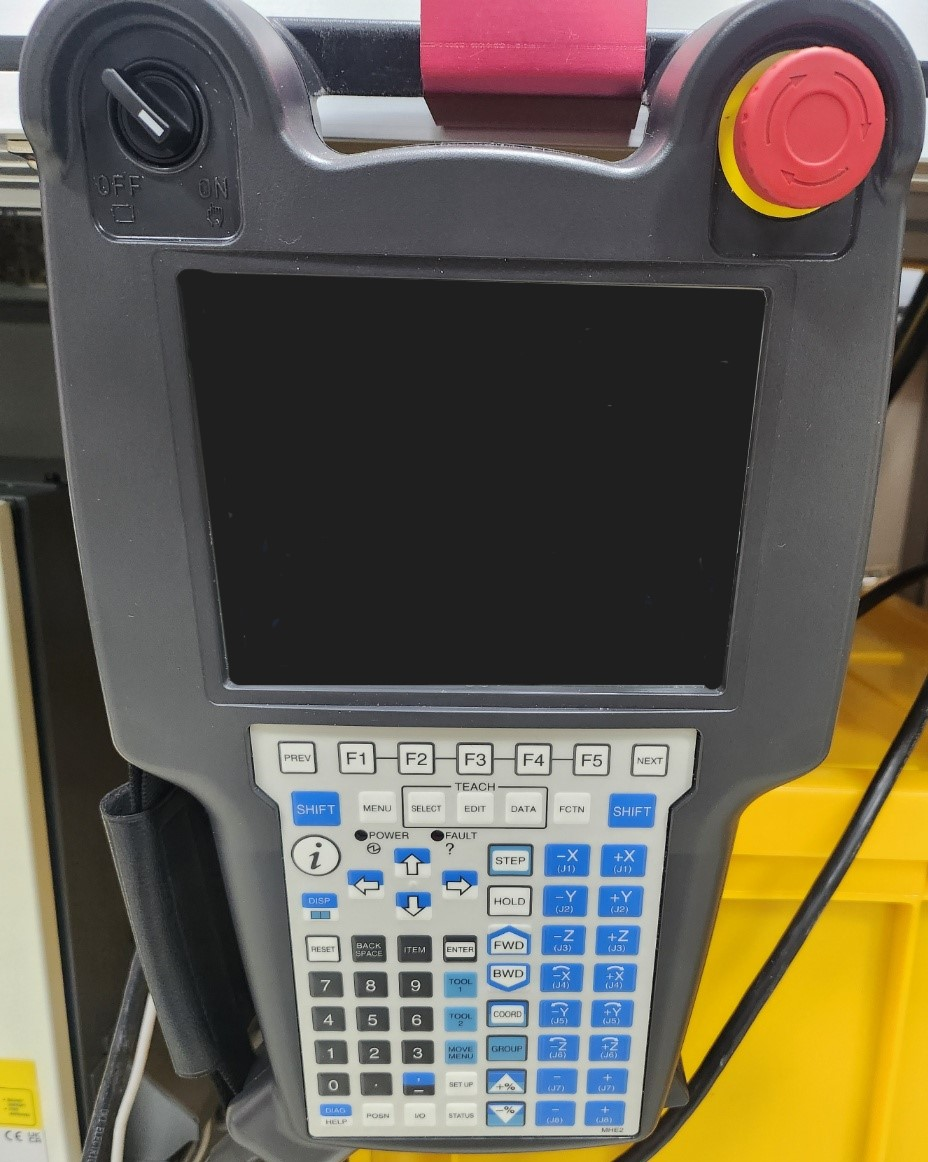 OFF ON
PREV F1 F2 F3 F4 F5 NEXT
TEACH
SHIFT MENU SELECT EDIT DATA FCTN SHIFT
POWER FAULT
?
i STEP -X (J1) +X (J1)
DISP HOLD -Y (J2) +Y (J2)
RESET BACK SPACE ITEM ENTER FWD -Z (J3) +Z (J3)
7 8 9 TOOL 1 BWD -X (J4) +X (J4)
4 5 6 TOOL 2 COORD -Y (J5) +Y (J5)
1 2 3 MOVE MENU GROUP -Z (J6) +Z (J6)
0 . , - SET UP +% - (J7) + (J7)
DIAG HELP POSN I/O STATUS -% - (J8) + (J8)
MHE2
CE